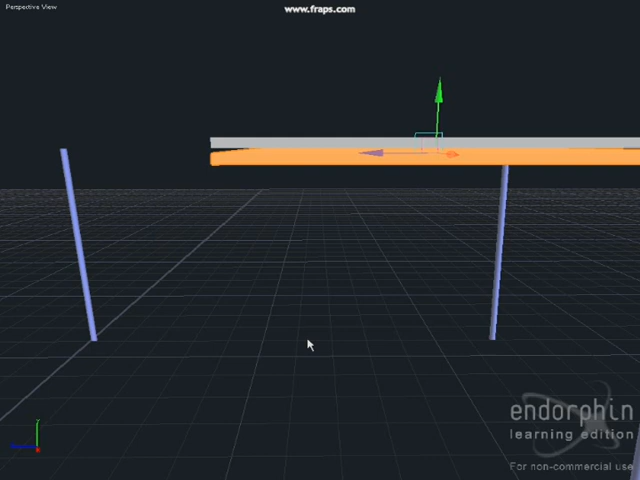 Perspective View
www.fraps.com
endorphin
learning edition
For non-commercial use